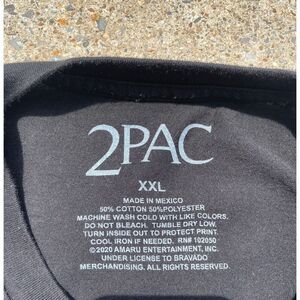 2PAC
XXL
MADE IN MEXICO
50% COTTON 50%POLYESTER
MACHINE WASH COLD WITH LIKE COLORS.
DO NOT BLEACH. TUMBLE DRY LOW.
TURN INSIDE OUT TO PROTECT PRINT.
COOL IRON IF NEEDED. RN# 102050
©2020 AMARU ENTERTAINMENT, INC.
UNDER LICENSE TO BRAVADO
MERCHANDISING. ALL RIGHTS RESERVED.